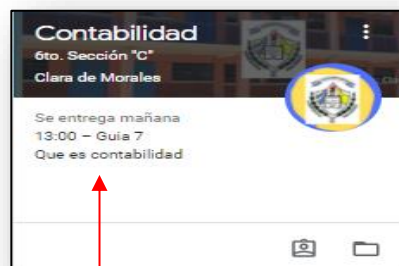 Contabilidad
6to. Sección "C"
Clara de Morales
Se entrega mañana
13:00 – Guia 7
Que es contabilidad